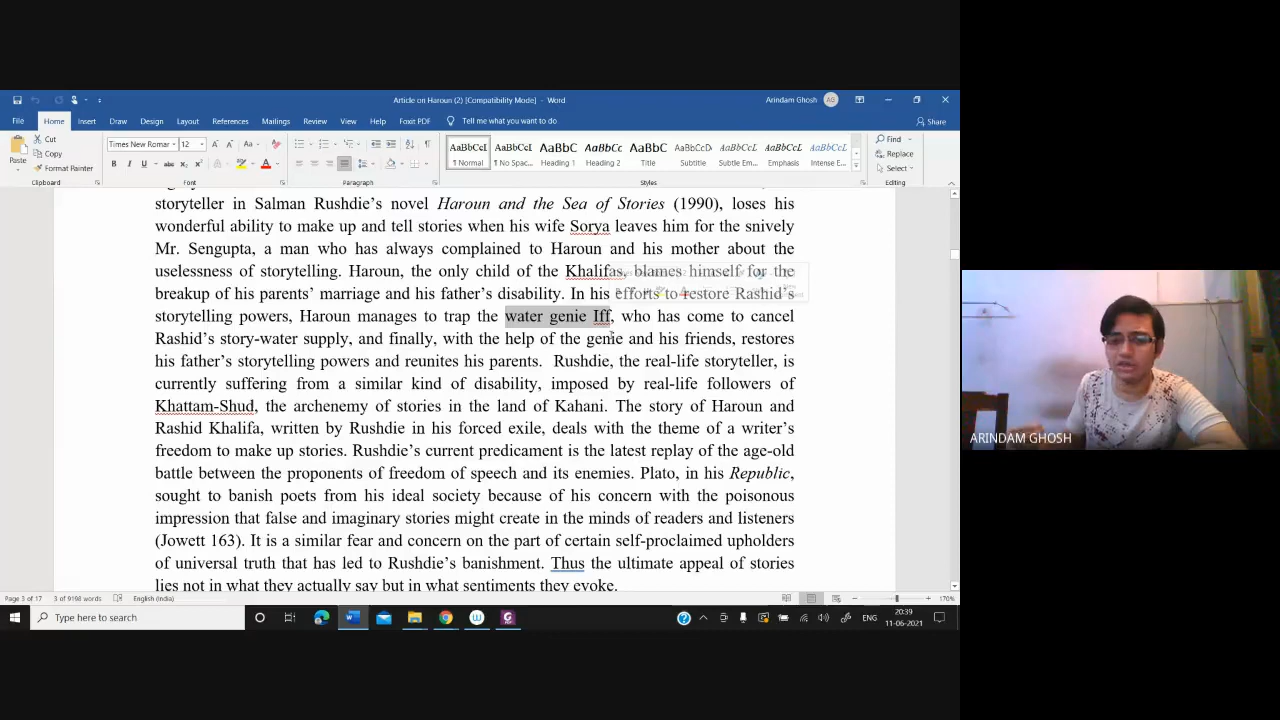 Article on Haroun (2) [Compatibility Mode] - Word
Arindam Ghosh
AG
File Home Insert Draw Design Layout References Mailings Review View Help Foxit PDF Tell me what you want to do
Share
Paste
Cut
Copy
Format Painter
Clipboard
Times New Roman 12
Font
Paragraph
AaBbCcI AaBbCcI AaBbC AaBbCc AaBbC AaBbCcI AaBbCcI AaBbCcI AaBbCcI
¶ Normal ¶ No Spac... Heading 1 Heading 2 Title Subtitle Subtle Em... Emphasis Intense E...
Styles
Find
Replace
Select
Editing
storyteller in Salman Rushdie's novel Haroun and the Sea of Stories (1990), loses his
wonderful ability to make up and tell stories when his wife Sorya leaves him for the snively
Mr. Sengupta, a man who has always complained to Haroun and his mother about the
uselessness of storytelling. Haroun, the only child of the Khalifas, blames himself for the
breakup of his parents' marriage and his father's disability. In his efforts to restore Rashid's
storytelling powers, Haroun manages to trap the water genie Iff, who has come to cancel
Rashid's story-water supply, and finally, with the help of the genie and his friends, restores
his father's storytelling powers and reunites his parents. Rushdie, the real-life storyteller, is
currently suffering from a similar kind of disability, imposed by real-life followers of
Khattam-Shud, the archenemy of stories in the land of Kahani. The story of Haroun and
Rashid Khalifa, written by Rushdie in his forced exile, deals with the theme of a writer's
freedom to make up stories. Rushdie's current predicament is the latest replay of the age-old
battle between the proponents of freedom of speech and its enemies. Plato, in his Republic,
sought to banish poets from his ideal society because of his concern with the poisonous
impression that false and imaginary stories might create in the minds of readers and listeners
(Jowett 163). It is a similar fear and concern on the part of certain self-proclaimed upholders
of universal truth that has led to Rushdie's banishment. Thus the ultimate appeal of stories
lies not in what they actually say but in what sentiments they evoke.
ARINDAM GHOSH
Page 3 of 17 3 of 9198 words English (India)
170%
Type here to search
ENG
20:39
11-06-2021